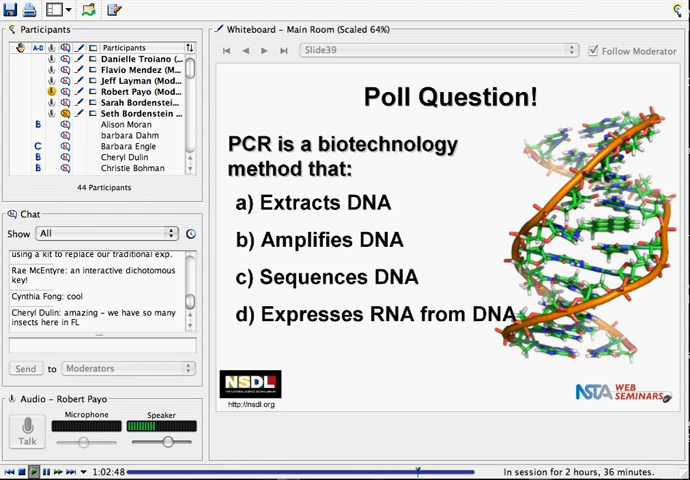 Participants
A-D Participants
Danielle Troiano (...
Flavio Mendez (M...
Jeff Layman (Mod...
Robert Payo (Mod...
Sarah Bordenstei...
Seth Bordenstein ...
B Alison Moran
barbara Dahm
C Barbara Engle
B Cheryl Dulin
B Christie Bohman
44 Participants
Chat
Show All
using a kit to replace our traditional exp.
Rae McEntyre: an interactive dichotomous
key!
Cynthia Fong: cool
Cheryl Dulin: amazing - we have so many
insects here in FL
Send to Moderators
Audio - Robert Payo
Microphone Speaker
Talk
Whiteboard - Main Room (Scaled 64%)
Slide39 Follow Moderator
Poll Question!
PCR is a biotechnology
method that:
a) Extracts DNA
b) Amplifies DNA
c) Sequences DNA
d) Expresses RNA from DNA
NSDL
http://nsdl.org
NSTA WEB
SEMINARS
1:02:48 In session for 2 hours, 36 minutes.